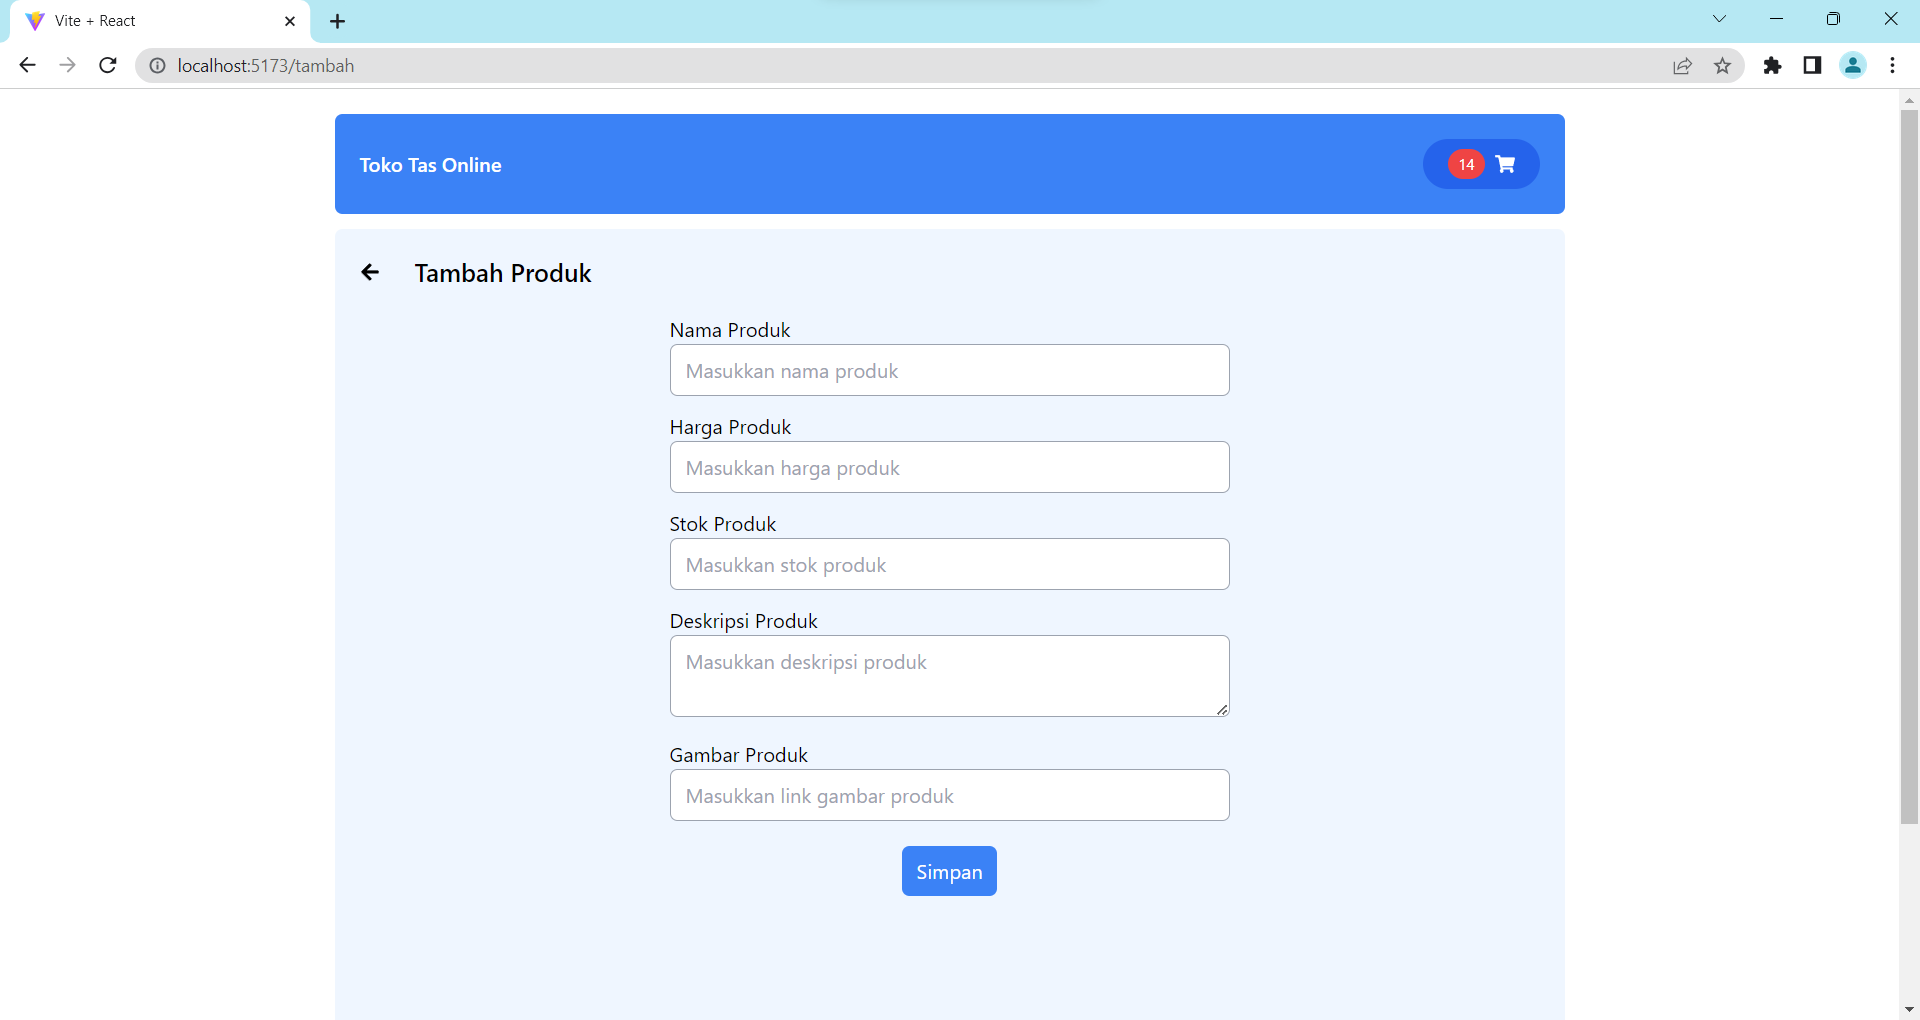 Vite + React
localhost:5173/tambah
Toko Tas Online
14
Tambah Produk
Nama Produk
Masukkan nama produk
Harga Produk
Masukkan harga produk
Stok Produk
Masukkan stok produk
Deskripsi Produk
Masukkan deskripsi produk
Gambar Produk
Masukkan link gambar produk
Simpan